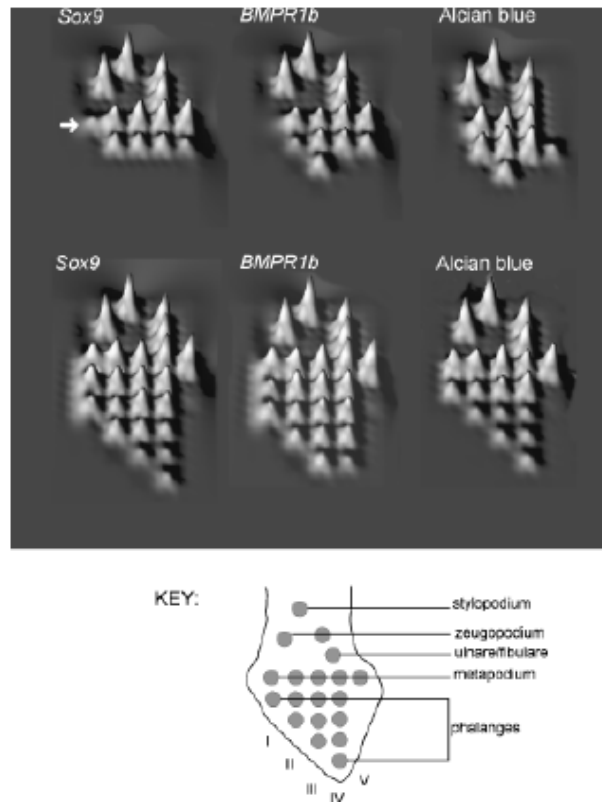 Sox9 BMPR1b Alcian blue
Sox9 BMPR1b Alcian blue
KEY:
stylopodium
zeugopodium
ulnare/fibulare
metapodium
phalanges
I
II
III
IV
V